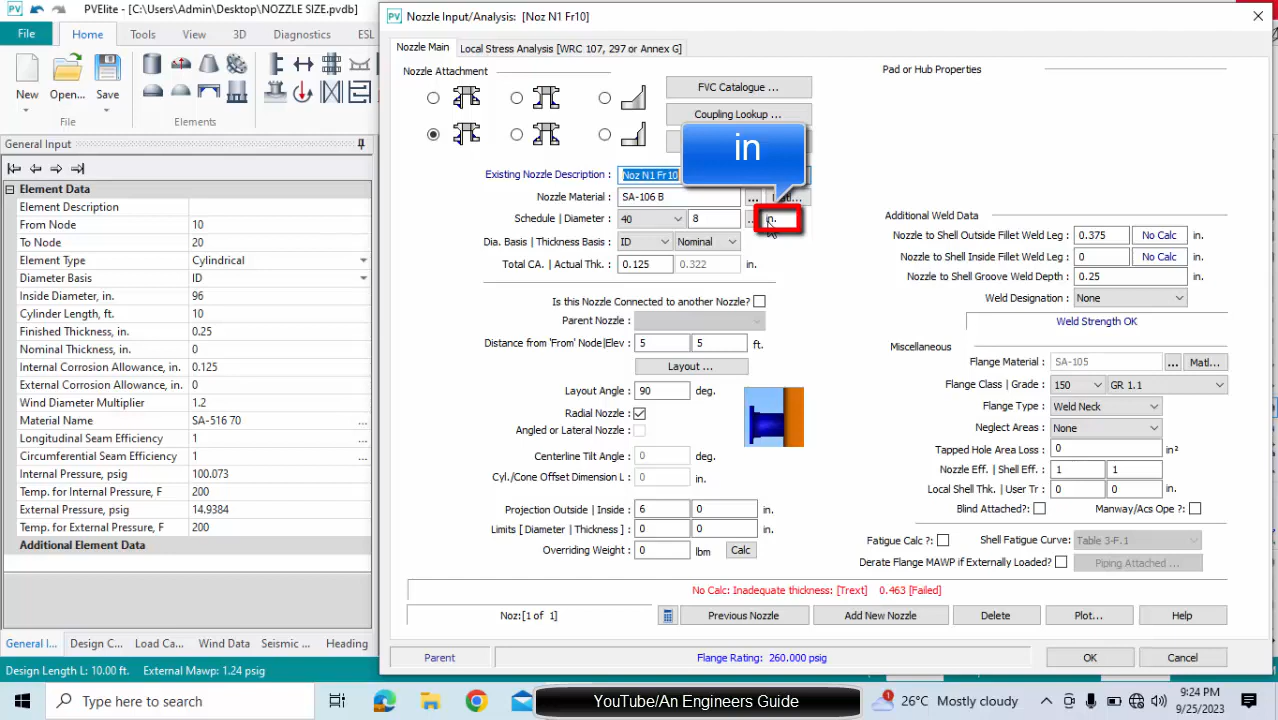 PVElite - [C:\Users\Admin\Desktop\NOZZLE SIZE.pvdb]
File
Home
Tools
View
3D
Diagnostics
ESL
New
Open...
Save
File
Elements
General Input
Element Data
Element Description
From Node 10
To Node 20
Element Type Cylindrical
Diameter Basis ID
Inside Diameter, in. 96
Cylinder Length, ft. 10
Finished Thickness, in. 0.25
Nominal Thickness, in. 0
Internal Corrosion Allowance, in. 0.125
External Corrosion Allowance, in. 0
Wind Diameter Multiplier 1.2
Material Name SA-516 70
Longitudinal Seam Efficiency 1
Circumferential Seam Efficiency 1
Internal Pressure, psig 100.073
Temp. for Internal Pressure, F 200
External Pressure, psig 14.9384
Temp. for External Pressure, F 200
Additional Element Data
General I...
Design C...
Load Ca...
Wind Data
Seismic ...
Heading
Design Length L: 10.00 ft. External Mawp: 1.24 psig
Nozzle Input/Analysis: [Noz N1 Fr10]
Nozzle Main
Local Stress Analysis [WRC 107, 297 or Annex G]
Nozzle Attachment
FVC Catalogue ...
Coupling Lookup ...
in
Existing Nozzle Description : Noz N1 Fr10
Nozzle Material : SA-106 B ...
Schedule | Diameter : 40 8 ... in.
Dia. Basis | Thickness Basis : ID Nominal
Total CA. | Actual Thk. : 0.125 0.322 in.
Is this Nozzle Connected to another Nozzle?
Parent Nozzle :
Distance from 'From' Node|Elev : 5 5 ft.
Layout ...
Layout Angle : 90 deg.
Radial Nozzle :
Angled or Lateral Nozzle :
Centerline Tilt Angle : 0 deg.
Cyl./Cone Offset Dimension L : 0 in.
Projection Outside | Inside : 6 0 in.
Limits [ Diameter | Thickness ] : 0 0 in.
Overriding Weight : 0 lbm Calc
Pad or Hub Properties
Additional Weld Data
Nozzle to Shell Outside Fillet Weld Leg : 0.375 No Calc in.
Nozzle to Shell Inside Fillet Weld Leg : 0 No Calc in.
Nozzle to Shell Groove Weld Depth : 0.25 in.
Weld Designation : None
Weld Strength OK
Miscellaneous
Flange Material : SA-105 ... Matl...
Flange Class | Grade : 150 GR 1.1
Flange Type : Weld Neck
Neglect Areas : None
Tapped Hole Area Loss : 0 in²
Nozzle Eff. | Shell Eff. : 1 1
Local Shell Thk. | User Tr : 0 0 in.
Blind Attached?: Manway/Acs Ope ?:
Fatigue Calc ?: Shell Fatigue Curve: Table 3-F.1
Derate Flange MAWP if Externally Loaded? Piping Attached ...
No Calc: Inadequate thickness: [Trext] 0.463 [Failed]
Noz:[1 of 1]
Previous Nozzle
Add New Nozzle
Delete
Plot...
Help
Parent
Flange Rating: 260.000 psig
OK
Cancel
Type here to search
YouTube/An Engineers Guide
26°C Mostly cloudy
9:24 PM
9/25/2023